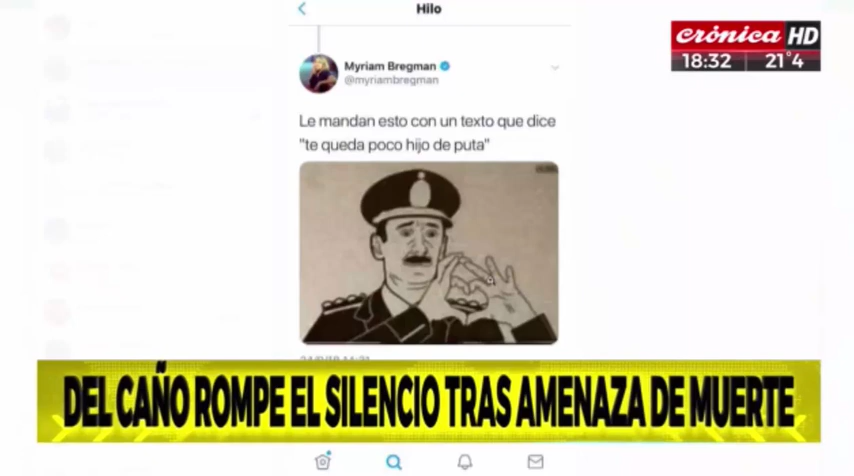 Hilo
crónica HD
18:32 21°4
Myriam Bregman
@myriambregman
Le mandan esto con un texto que dice
"te queda poco hijo de puta"
DEL CAÑO ROMPE EL SILENCIO TRAS AMENAZA DE MUERTE